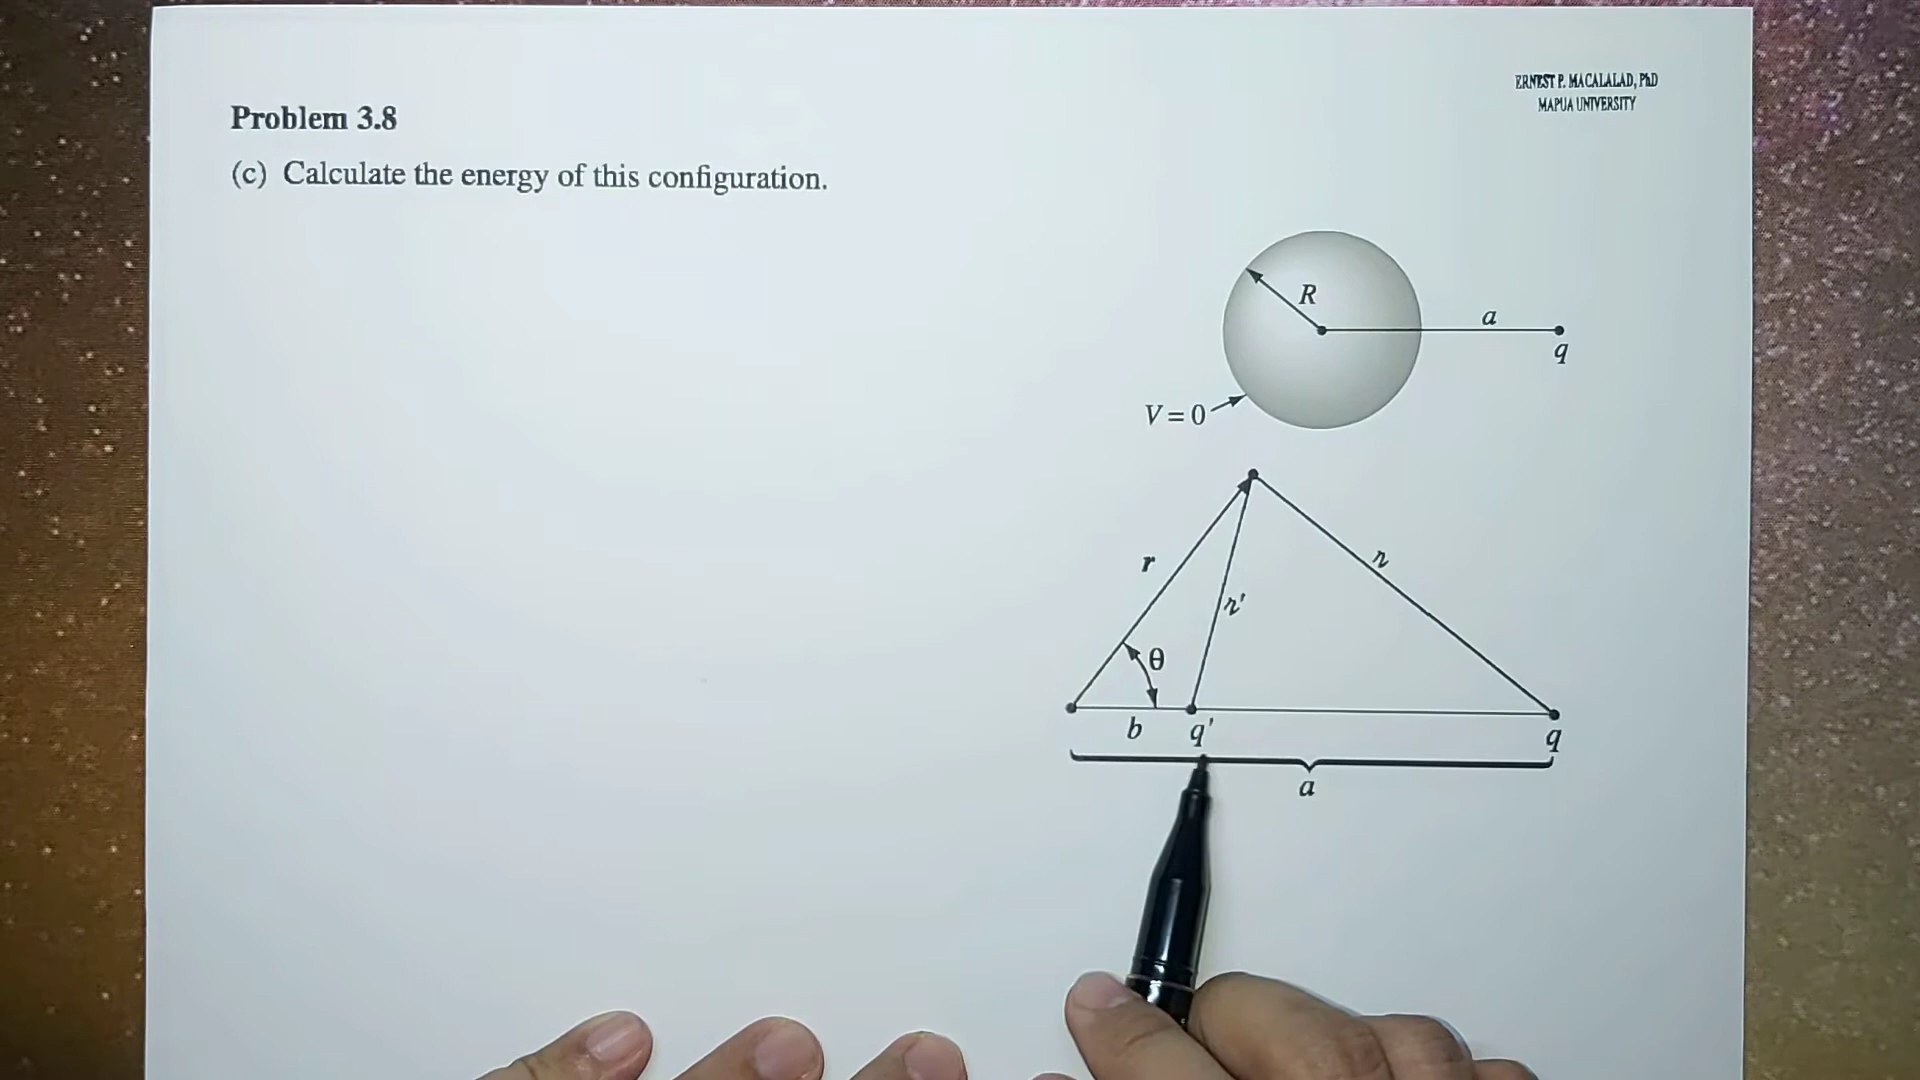 ERNEST P. MACALALAD, PhD
MAPUA UNIVERSITY
Problem 3.8
(c) Calculate the energy of this configuration.
R
a
q
V = 0
r
𝓇
𝓇'
θ
b
q'
q
a